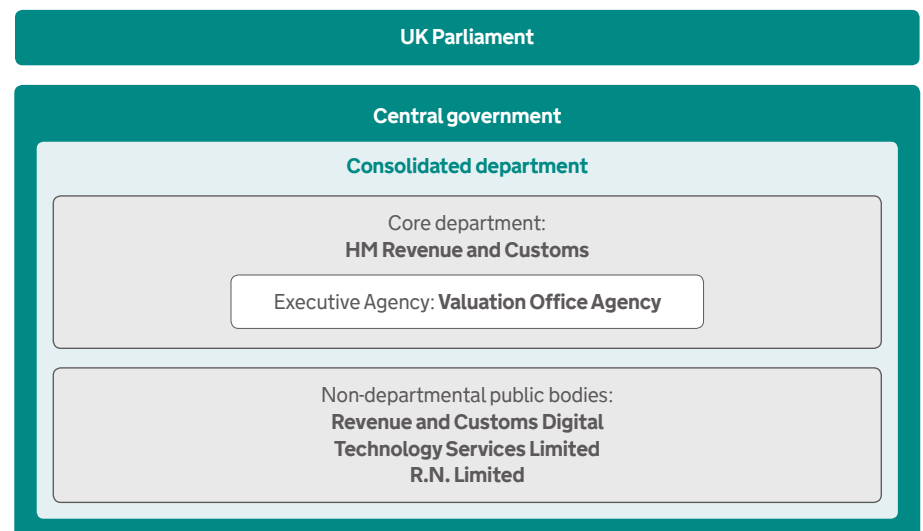 UK Parliament
Central government
Consolidated department
Core department:
HM Revenue and Customs
Executive Agency: Valuation Office Agency
Non-departmental public bodies:
Revenue and Customs Digital
Technology Services Limited
R.N. Limited